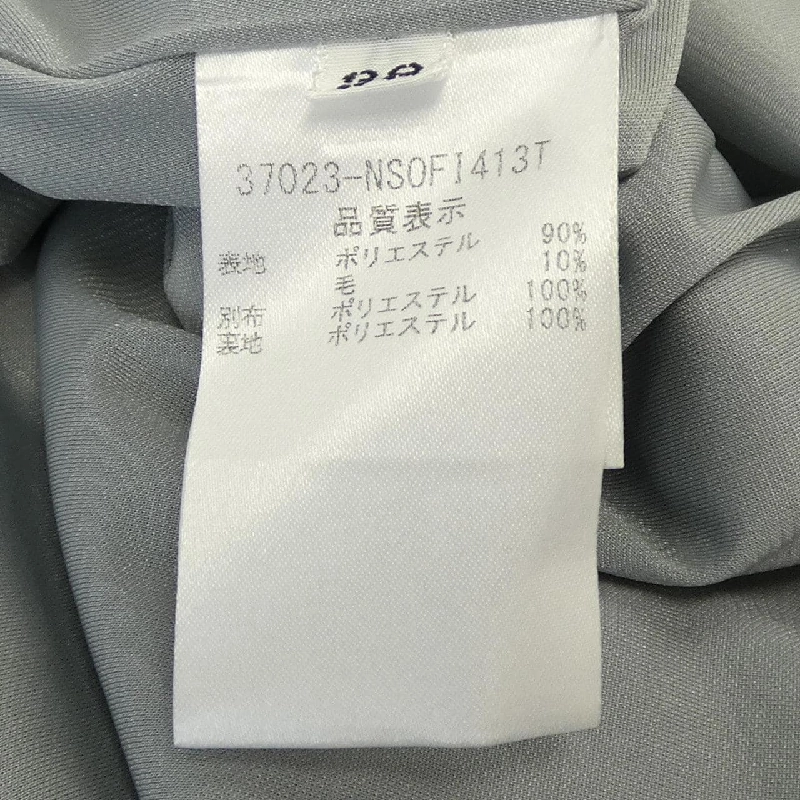 37023-NSOFI413T
品質表示
表地 ポリエステル 90%
毛 10%
別布 ポリエステル 100%
裏地 ポリエステル 100%